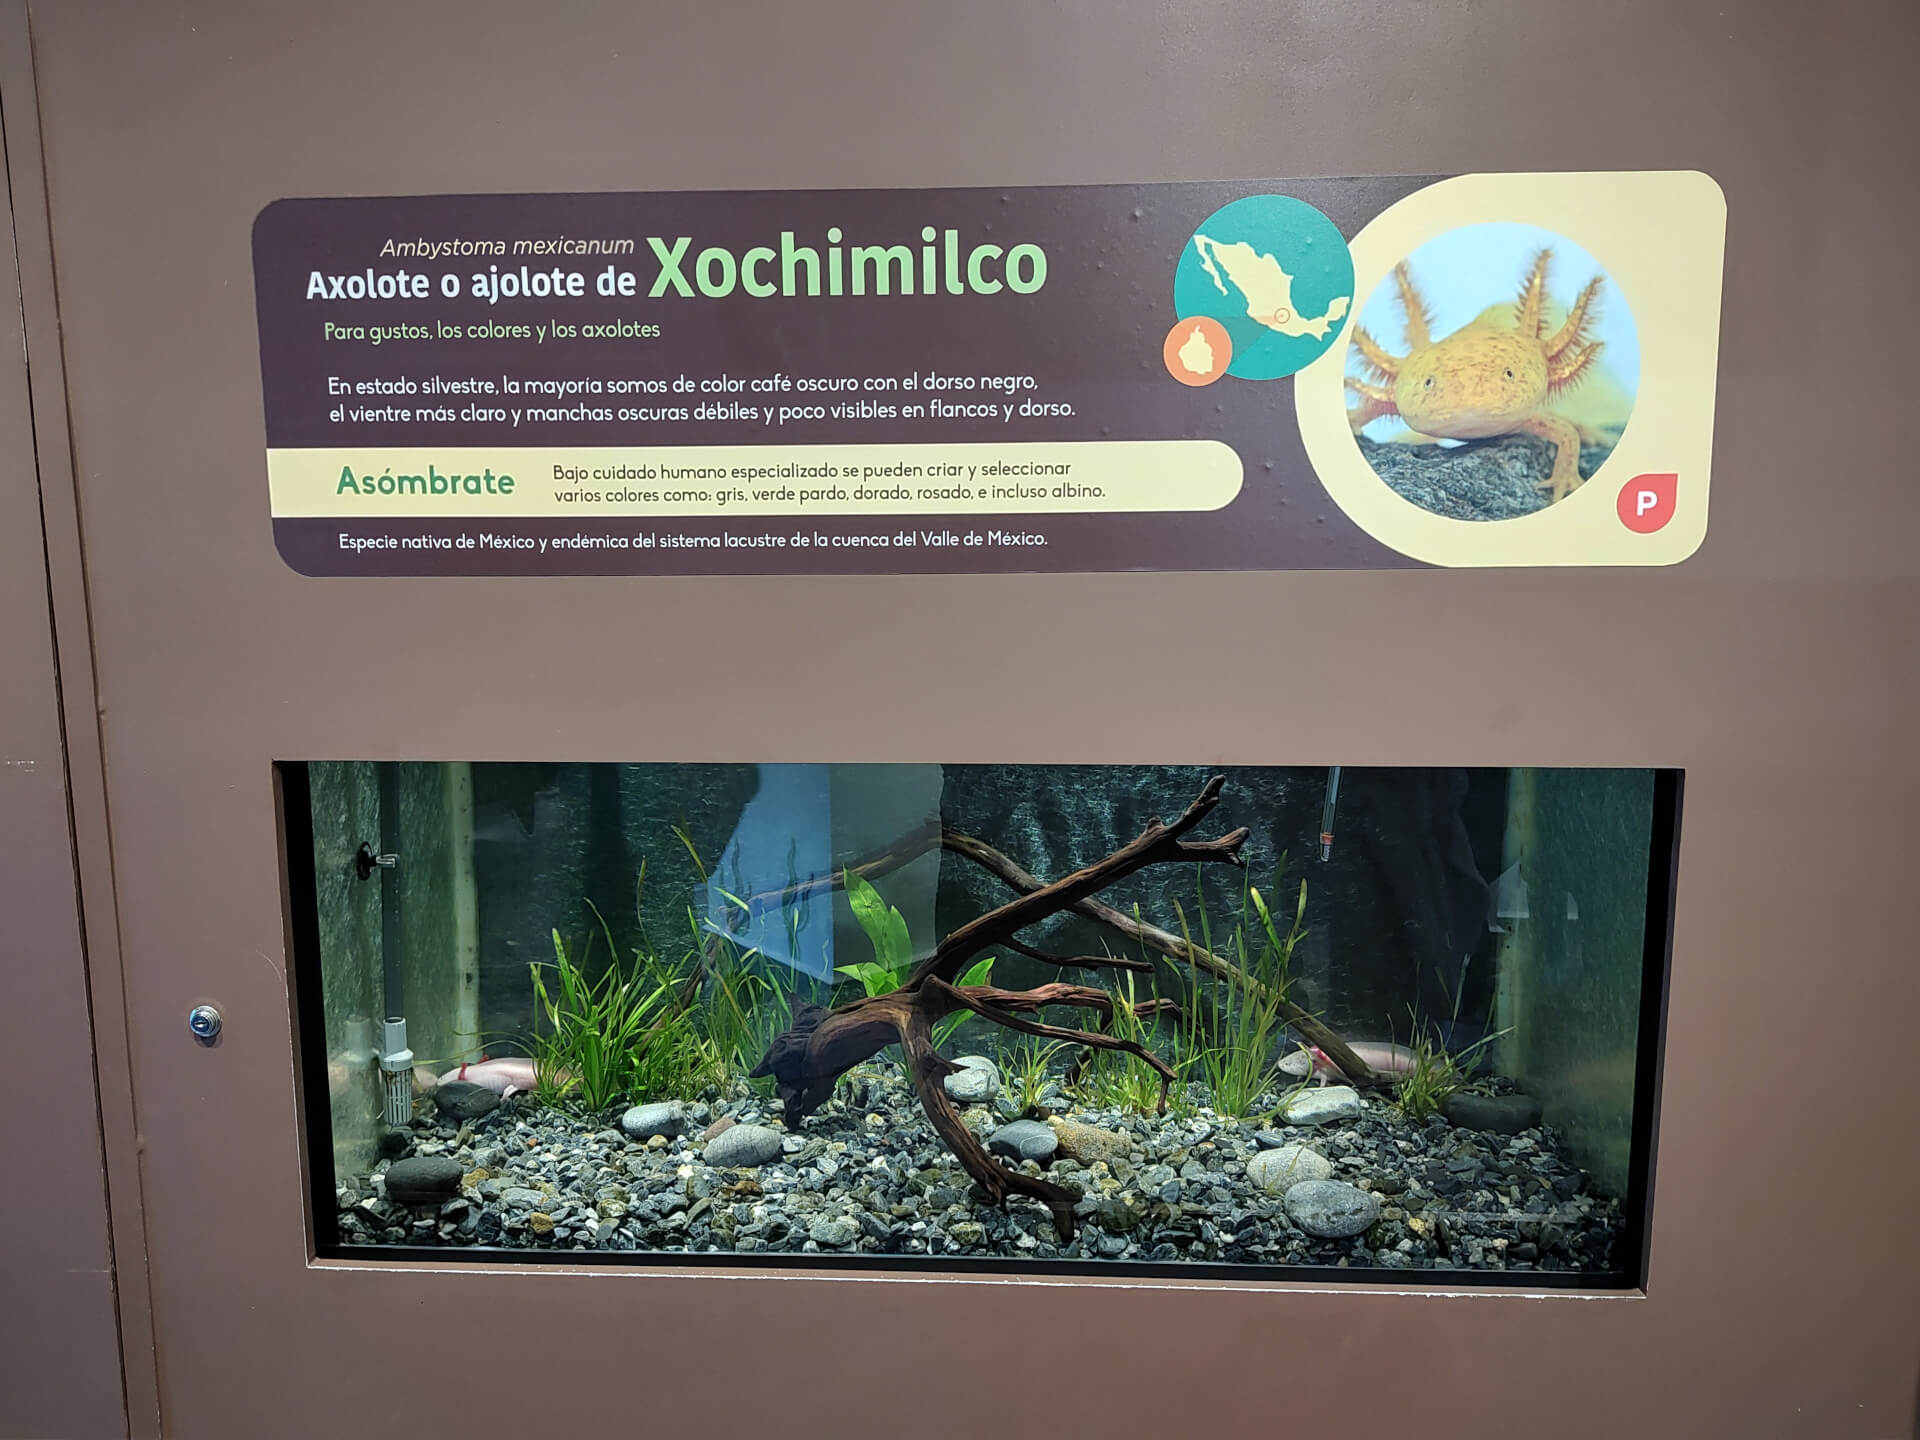 Ambystoma mexicanum
Axolote o ajolote de Xochimilco
Para gustos, los colores y los axolotes
En estado silvestre, la mayoría somos de color café oscuro con el dorso negro,
el vientre más claro y manchas oscuras débiles y poco visibles en flancos y dorso.
Asómbrate
Bajo cuidado humano especializado se pueden criar y seleccionar
varios colores como: gris, verde pardo, dorado, rosado, e incluso albino.
Especie nativa de México y endémica del sistema lacustre de la cuenca del Valle de México.
P